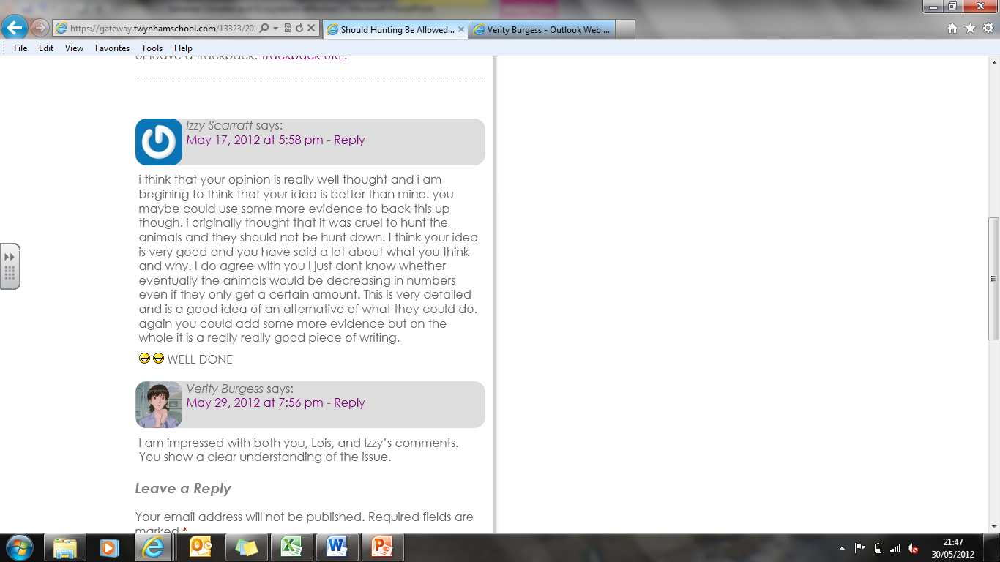 https://gateway.twynhamschool.com/13323/20
Should Hunting Be Allowed...
Verity Burgess - Outlook Web ...
File Edit View Favorites Tools Help
or leave a trackback: Trackback URL.
Izzy Scarratt says:
May 17, 2012 at 5:58 pm - Reply
i think that your opinion is really well thought and i am
begining to think that your idea is better than mine. you
maybe could use some more evidence to back this up
though. i originally thought that it was cruel to hunt the
animals and they should not be hunt down. I think your idea
is very good and you have said a lot about what you think
and why. I do agree with you I just dont know whether
eventually the animals would be decreasing in numbers
even if they only get a certain amount. This is very detailed
and is a good idea of an alternative of what they could do.
again you could add some more evidence but on the
whole it is a really really good piece of writing.
WELL DONE
Verity Burgess says:
May 29, 2012 at 7:56 pm - Reply
I am impressed with both you, Lois, and Izzy's comments.
You show a clear understanding of the issue.
Leave a Reply
Your email address will not be published. Required fields are
marked *
21:47
30/05/2012